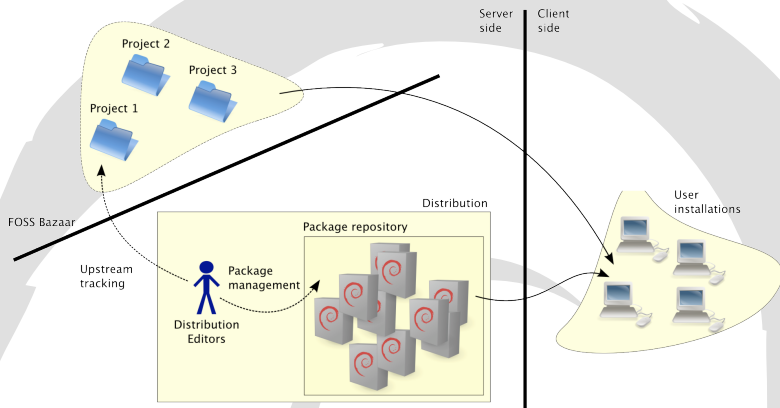 Server
side
Client
side
Project 2
Project 3
Project 1
FOSS Bazaar
Distribution
User
installations
Package repository
Upstream
tracking
Package
management
Distribution
Editors